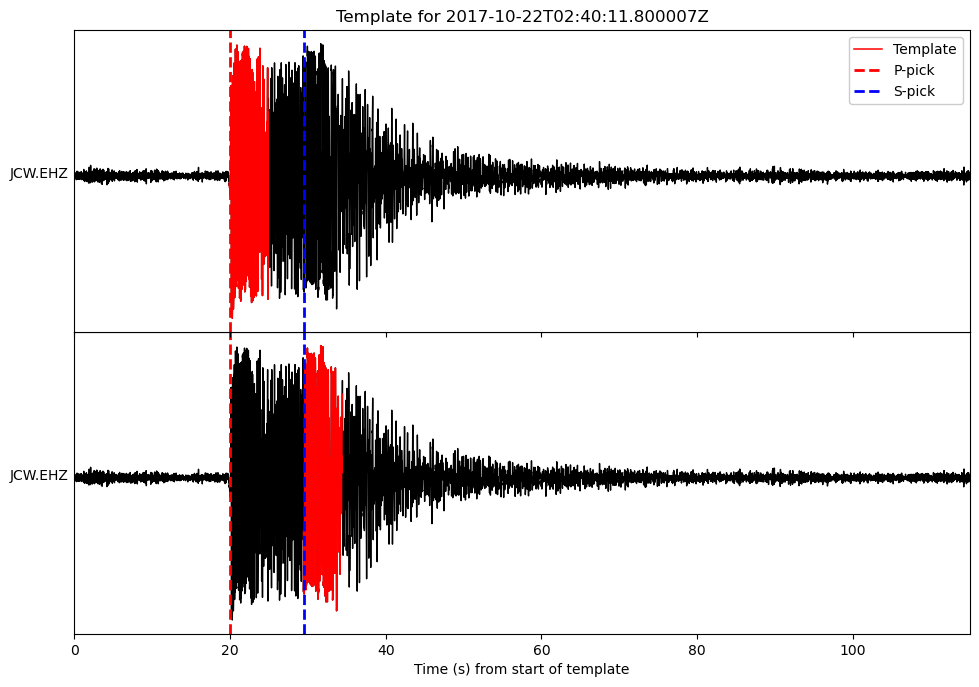 Template for 2017-10-22T02:40:11.800007Z
Template
P-pick
S-pick
JCW.EHZ
JCW.EHZ
0 20 40 60 80 100
Time (s) from start of template